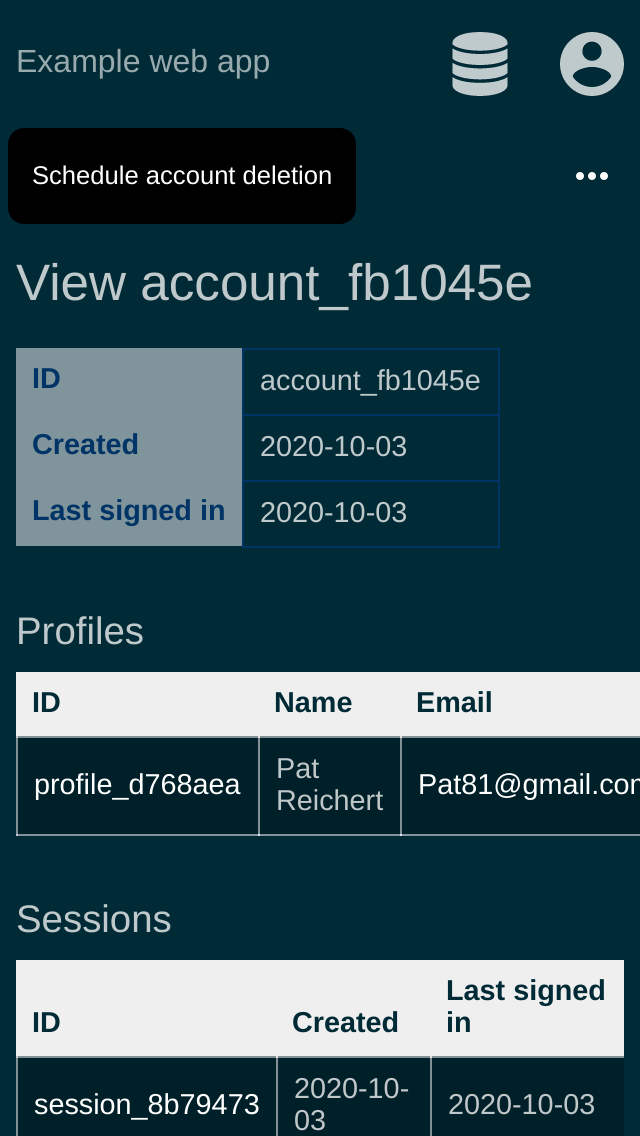 Example web app
Schedule account deletion
View account_fb1045e
ID account_fb1045e
Created 2020-10-03
Last signed in 2020-10-03
Profiles
ID Name Email
profile_d768aea Pat Reichert Pat81@gmail.com
Sessions
ID Created Last signed in
session_8b79473 2020-10-03 2020-10-03